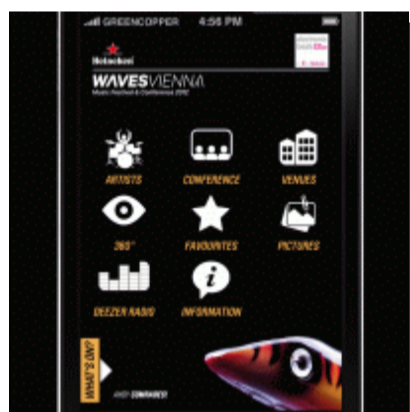 GREENCOPPER 4:56 PM
Heineken
WAVESVIENNA
Music Festival & Conference 2012
ARTISTS CONFERENCE VENUES
360° FAVOURITES PICTURES
DEEZER RADIO INFORMATION
WHAT'S ON?